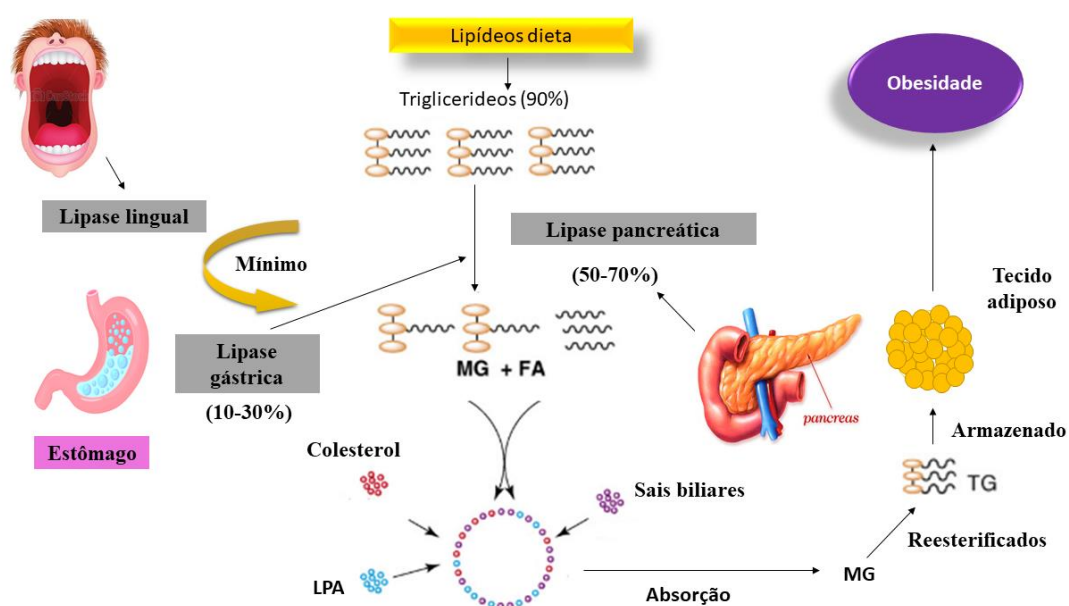 Lipídeos dieta
Triglicerideos (90%)
Obesidade
Lipase lingual
Mínimo
Lipase pancreática
(50-70%)
Tecido
adiposo
Lipase
gástrica
(10-30%)
MG + FA
pancreas
Estômago
Armazenado
Colesterol
Sais biliares
TG
Reesterificados
LPA
Absorção
MG